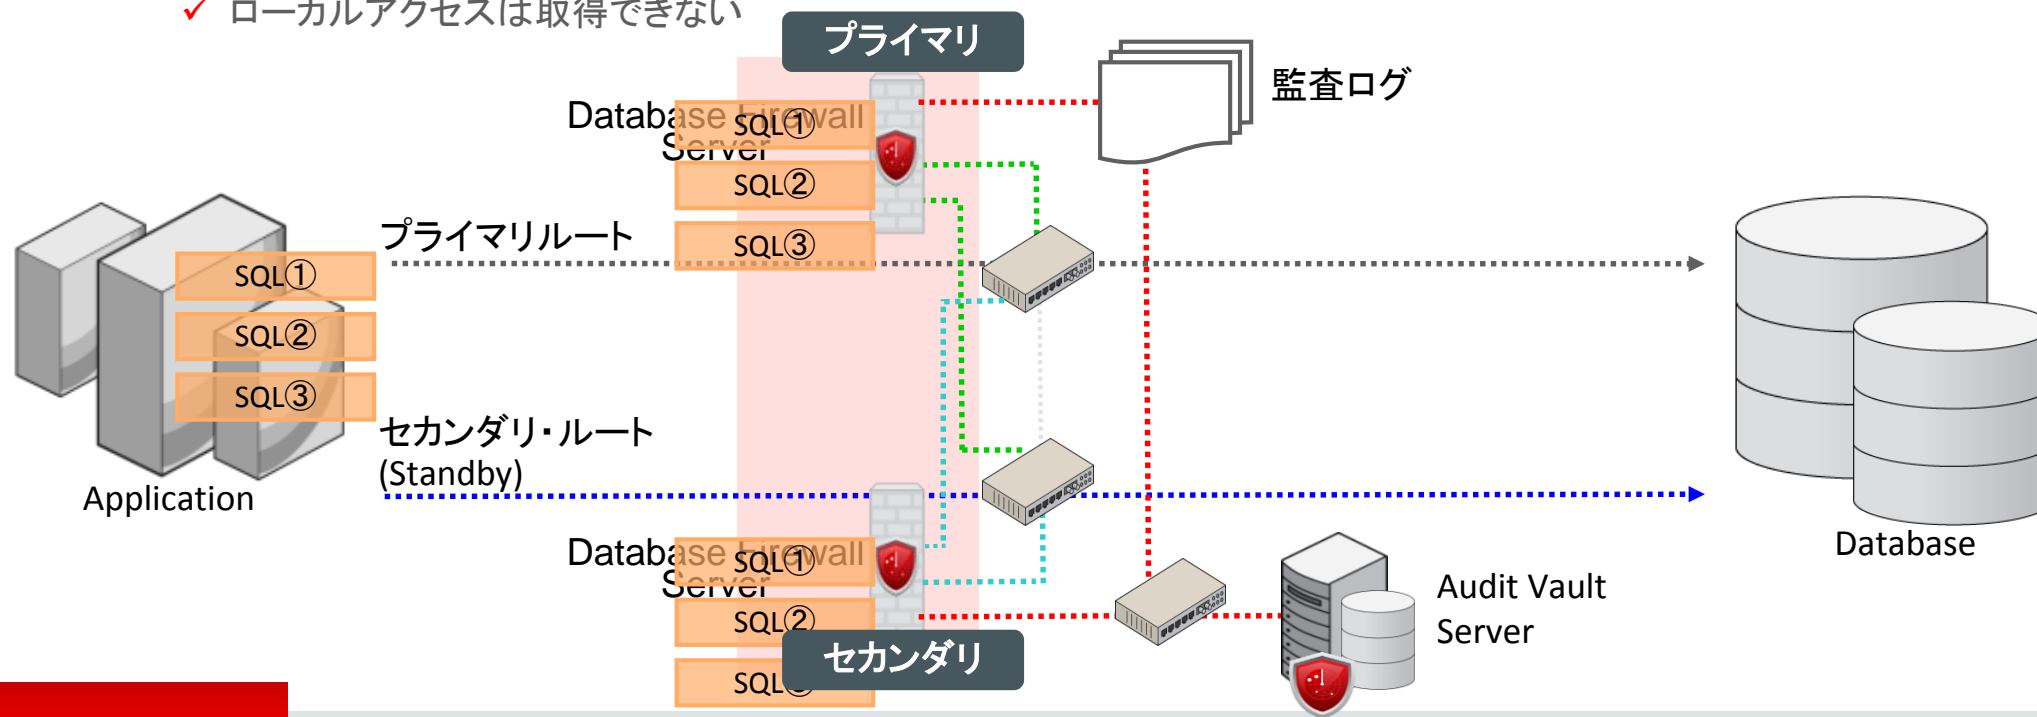 ✓ ローカルアクセスは取得できない
プライマリ
監査ログ
Database Firewall
Server
SQL①
SQL②
SQL③
プライマリルート
SQL①
SQL②
SQL③
セカンダリ・ルート
(Standby)
Application
Database
Database Firewall
Server
SQL①
SQL②
SQL
セカンダリ
Audit Vault
Server